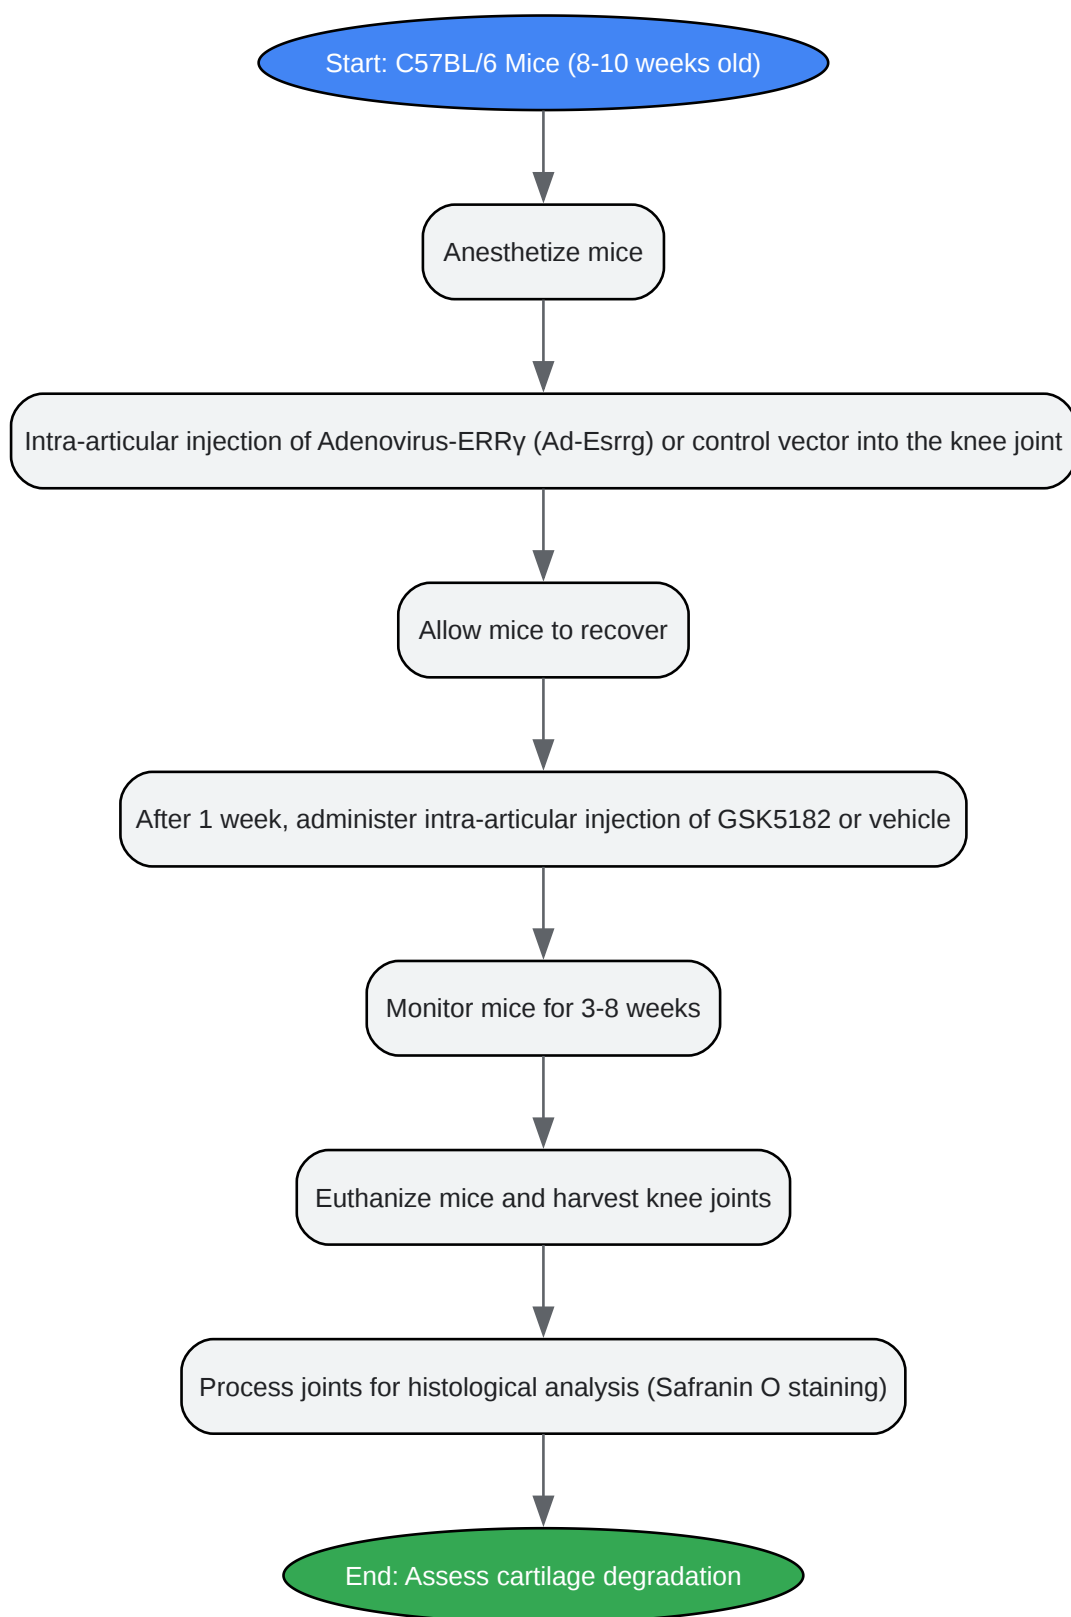 Start: C57BL/6 Mice (8-10 weeks old)
Anesthetize mice
Intra-articular injection of Adenovirus-ERRγ (Ad-Esrrg) or control vector into the knee joint
Allow mice to recover
After 1 week, administer intra-articular injection of GSK5182 or vehicle
Monitor mice for 3-8 weeks
Euthanize mice and harvest knee joints
Process joints for histological analysis (Safranin O staining)
End: Assess cartilage degradation